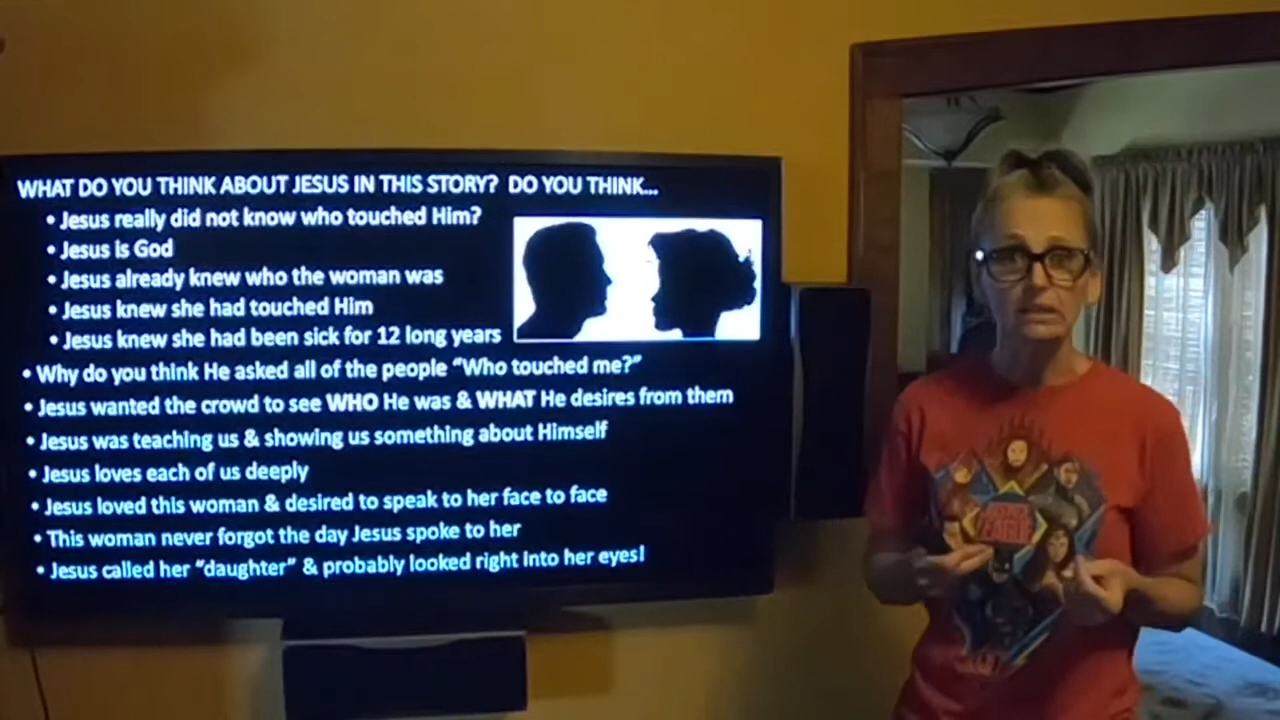 WHAT DO YOU THINK ABOUT JESUS IN THIS STORY? DO YOU THINK...
• Jesus really did not know who touched Him?
• Jesus is God
• Jesus already knew who the woman was
• Jesus knew she had touched Him
• Jesus knew she had been sick for 12 long years
• Why do you think He asked all of the people “Who touched me?”
• Jesus wanted the crowd to see WHO He was & WHAT He desires from them
• Jesus was teaching us & showing us something about Himself
• Jesus loves each of us deeply
• Jesus loved this woman & desired to speak to her face to face
• This woman never forgot the day Jesus spoke to her
• Jesus called her “daughter” & probably looked right into her eyes!
JUSTICE
LEAGUE